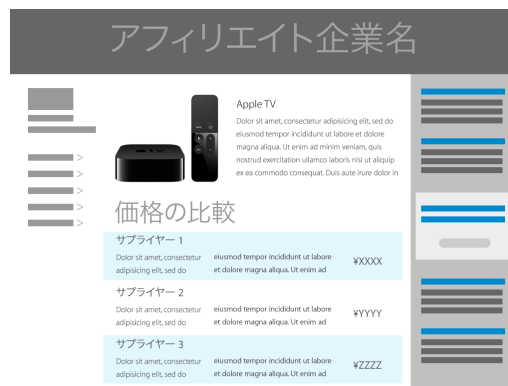 アフィリエイト企業名
Apple TV
Dolor sit amet, consectetur adipisicing elit, sed do
eiusmod tempor incididunt ut labore et dolore
magna aliqua. Ut enim ad minim veniam, quis
nostrud exercitation ullamco laboris nisi ut aliquip
ex ea commodo consequat. Duis aute irure dolor in
価格の比較
サプライヤー 1
Dolor sit amet, consectetur eiusmod tempor incididunt ut labore ¥XXXX
adipisicing elit, sed do et dolore magna aliqua. Ut enim ad
サプライヤー 2
Dolor sit amet, consectetur eiusmod tempor incididunt ut labore ¥YYYY
adipisicing elit, sed do et dolore magna aliqua. Ut enim ad
サプライヤー 3
Dolor sit amet, consectetur eiusmod tempor incididunt ut labore ¥ZZZZ
adipisicing elit, sed do et dolore magna aliqua. Ut enim ad